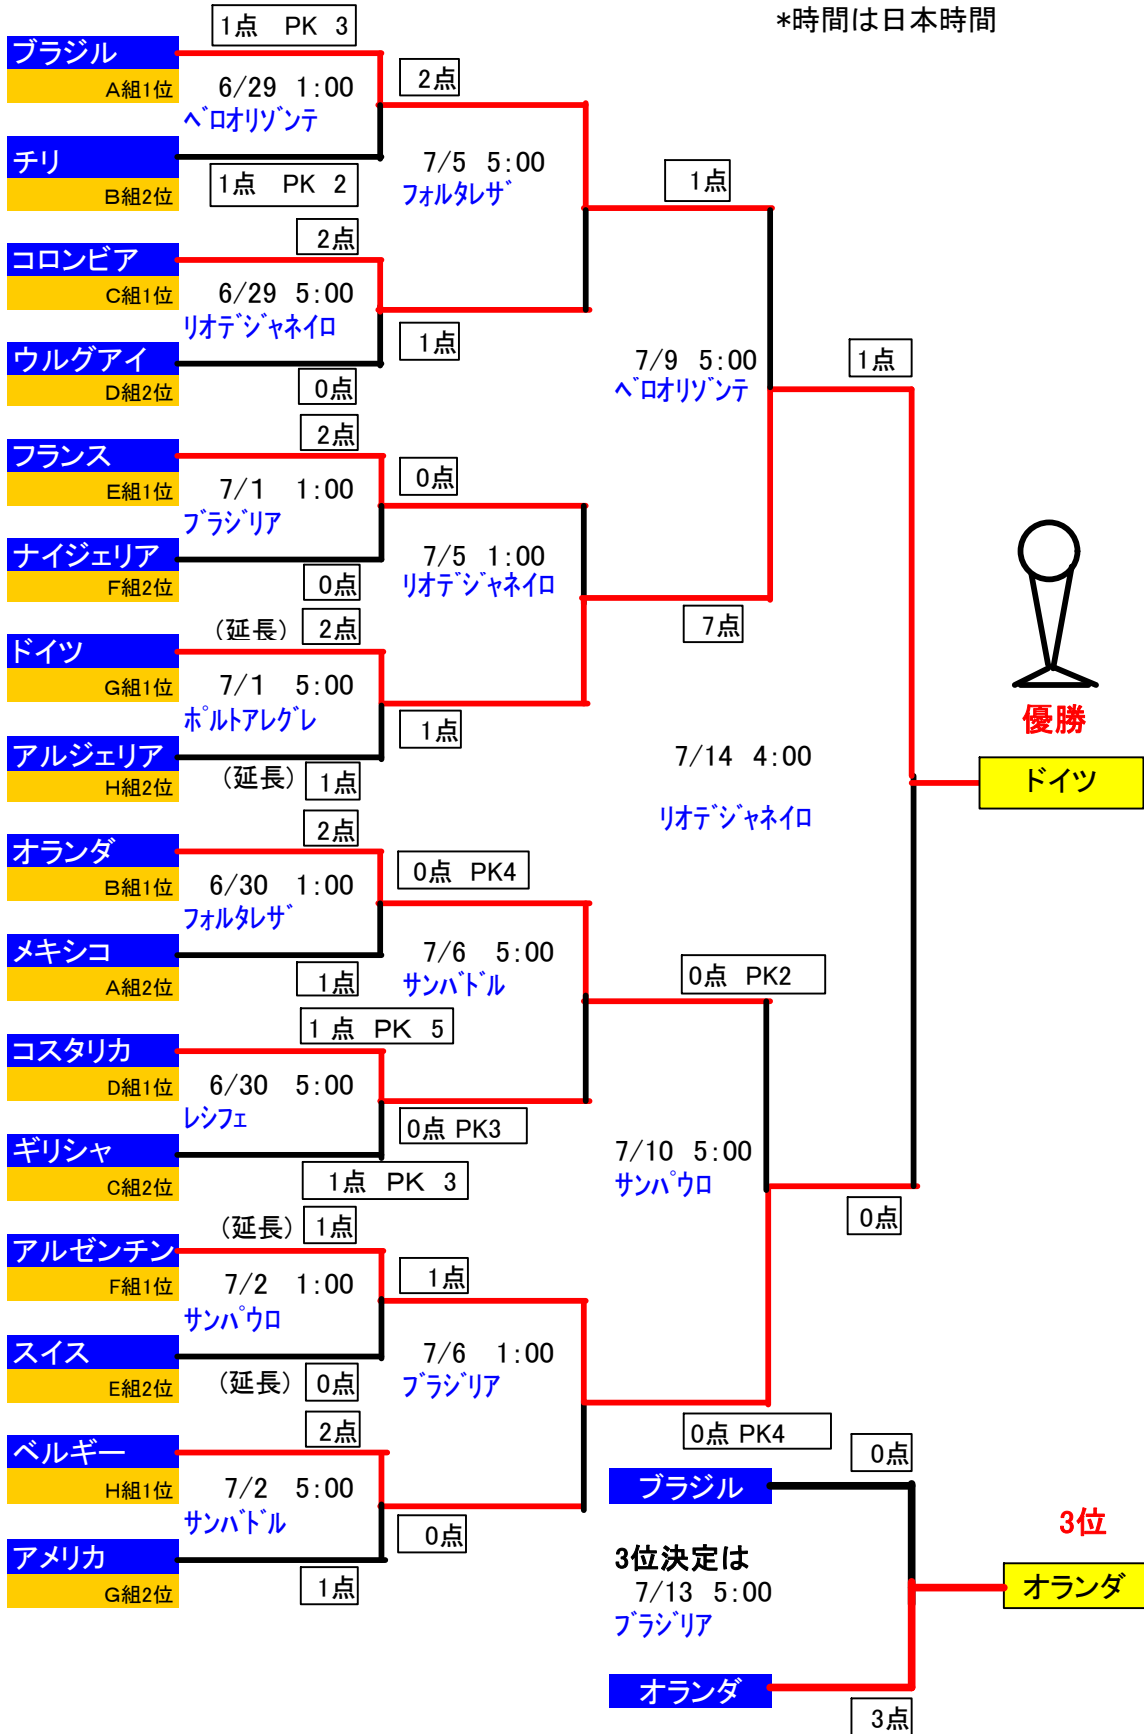 *時間は日本時間
1点 PK 3
ブラジル
A組1位
6/29 1:00
ベロオリゾンテ
2点
チリ
B組2位
1点 PK 2
7/5 5:00
フォルタレザ
1点
2点
コロンビア
C組1位
6/29 5:00
リオデジャネイロ
1点
ウルグアイ
D組2位
0点
7/9 5:00
ベロオリゾンテ
1点
2点
フランス
E組1位
7/1 1:00
ブラジリア
0点
ナイジェリア
F組2位
0点
7/5 1:00
リオデジャネイロ
7点
(延長) 2点
ドイツ
G組1位
7/1 5:00
ポルトアレグレ
1点
アルジェリア
H組2位
(延長) 1点
7/14 4:00
リオデジャネイロ
優勝
ドイツ
2点
オランダ
B組1位
6/30 1:00
フォルタレザ
0点 PK4
メキシコ
A組2位
1点
7/6 5:00
サンバドル
0点 PK2
1点 PK 5
コスタリカ
D組1位
6/30 5:00
レシフェ
0点 PK3
ギリシャ
C組2位
1点 PK 3
7/10 5:00
サンパウロ
0点
(延長) 1点
アルゼンチン
F組1位
7/2 1:00
サンパウロ
1点
スイス
E組2位
(延長) 0点
7/6 1:00
ブラジリア
0点 PK4
2点
ベルギー
H組1位
7/2 5:00
サンバドル
0点
アメリカ
G組2位
1点
0点
ブラジル
3位決定は
7/13 5:00
ブラジリア
3位
オランダ
オランダ
3点